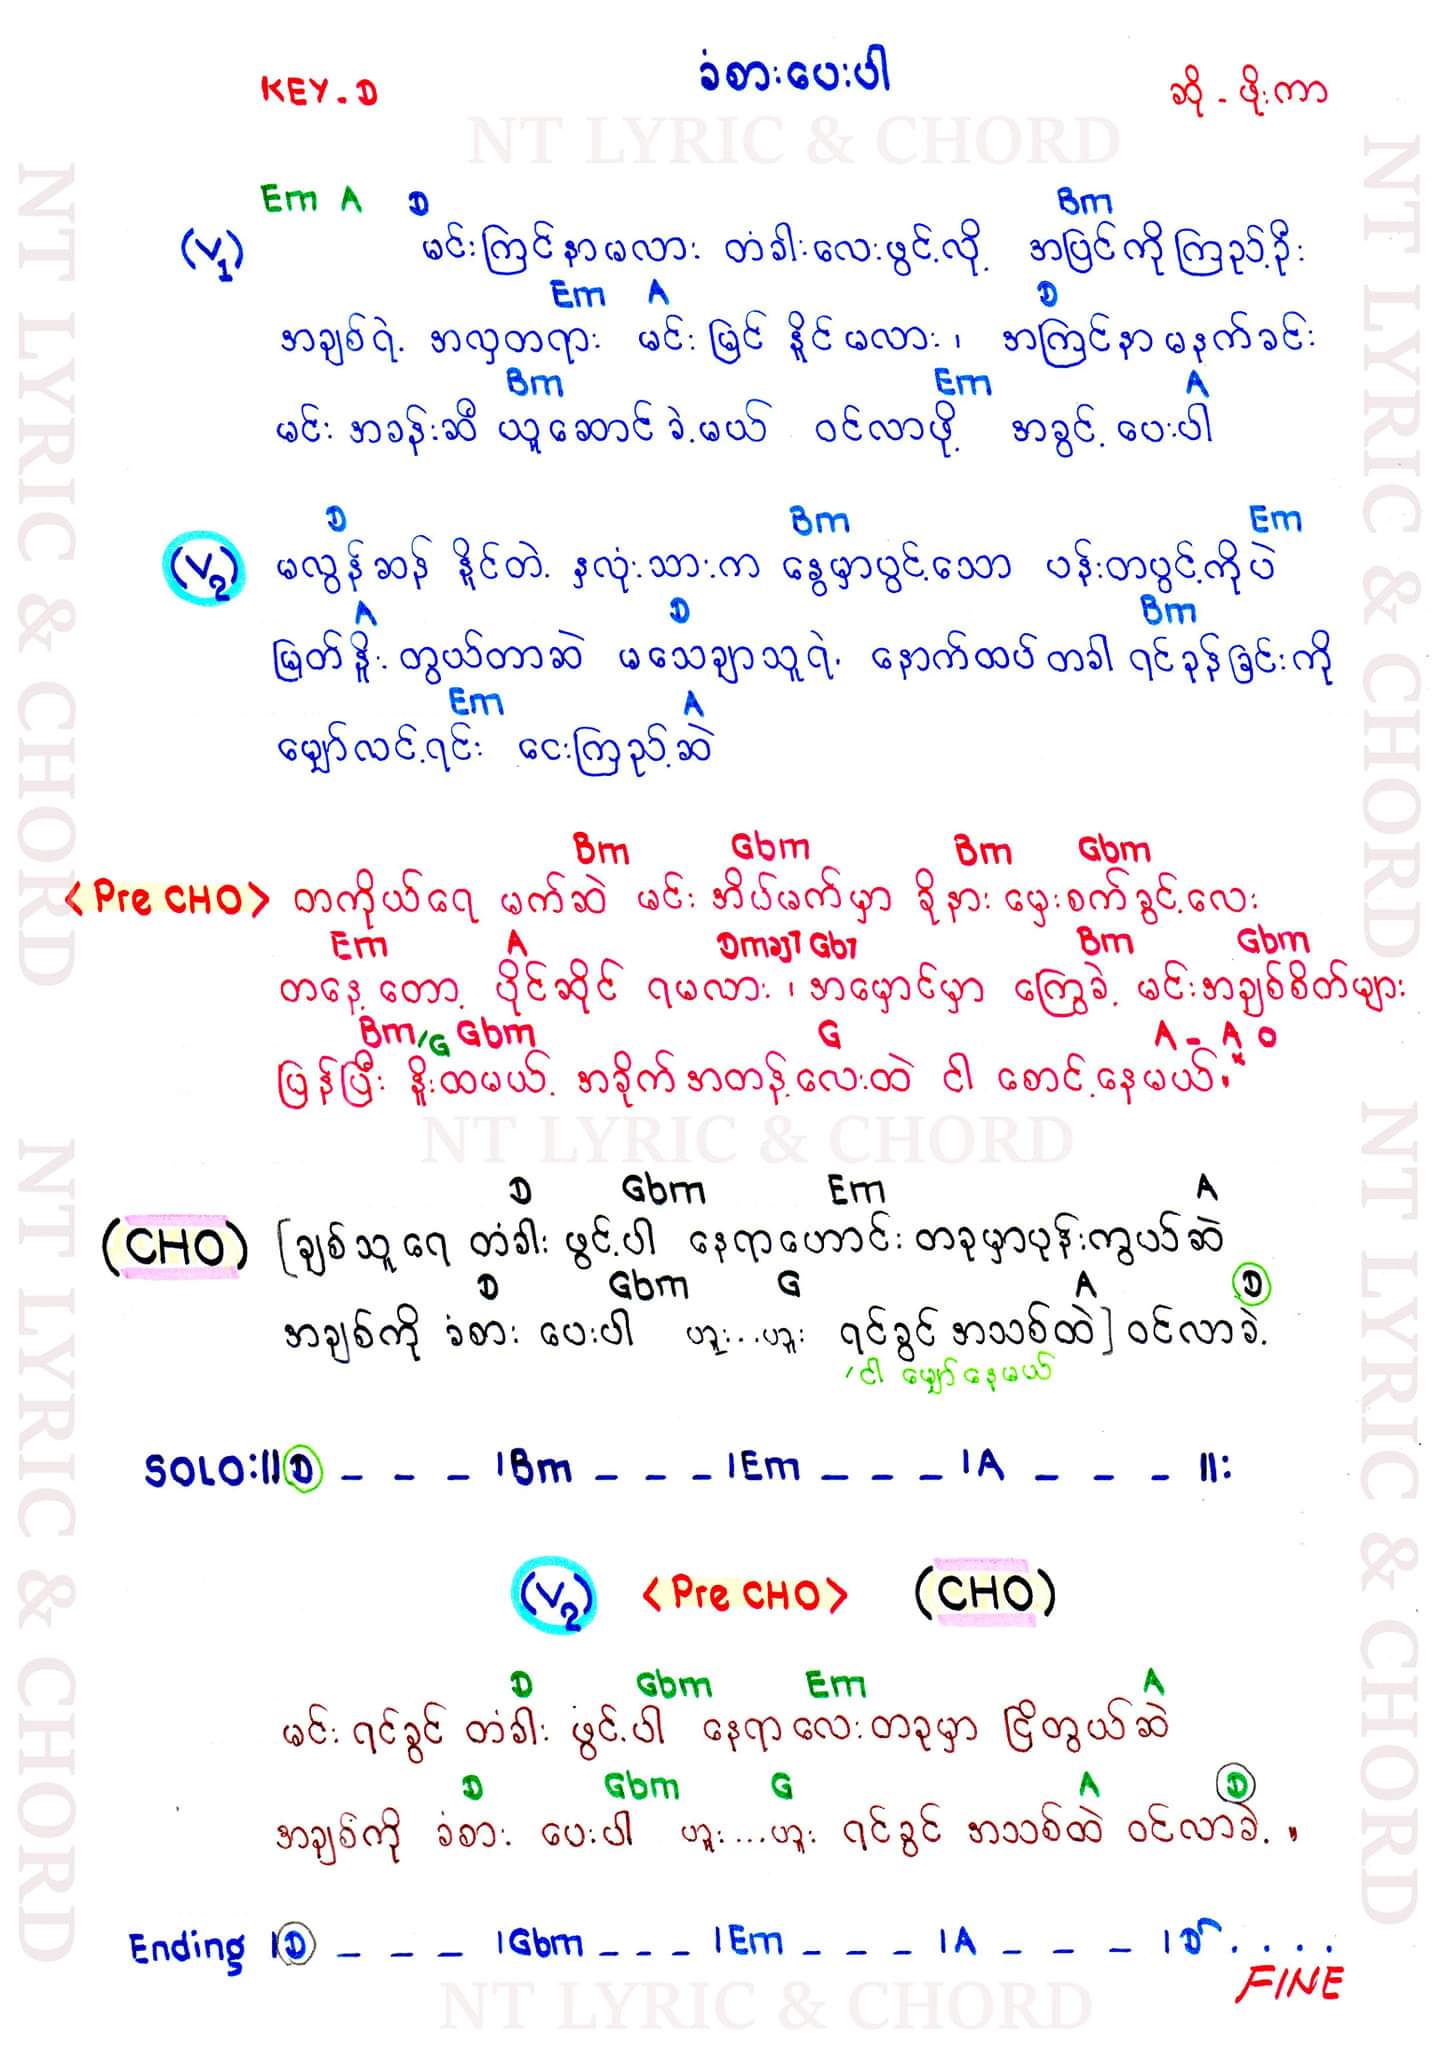 ခံစားပေးပါ
KEY-D
ဆို - ဖိုးကာ
NT LYRIC & CHORD
Em A D Bm
(V1) မင်းကြင်နာမလား တံခါးလေးဖွင့်လို့ အပြင်ကိုကြည့်ဦး
Em A D
အချစ်ရဲ့ အလှတရား မင်းမြင်နိူင်မလား၊ အကြင်နာမနက်ခင်း
Bm Em A
မင်းအခန်းဆီ ယူဆောင်ခဲ့မယ် ဝင်လာဖို့ အခွင့်ပေးပါ
D Bm Em
(V2) မလွန်ဆန်နိူင်တဲ့ နှလုံးသားက နွေမှာပွင့်သော ပန်းတပွင့်ကိုပဲ
A D Bm
မြတ်နိူးတွယ်တာဆဲ မသေချာသူရဲ့ နောက်ထပ်တခါ ရင်ခုန်ခြင်းကို
Em A
မျှော်လင့်ရင်း ငေးကြည့်ဆဲ
Bm Gbm Bm Gbm
<Pre CHO> တကိုယ်ရေ မက်ဆဲ မင်းအိပ်မက်မှာ ခိုနားမှေးစက်ခွင့်လေး
Em A Dmaj7 Gb7 Bm Gbm
တနေ့တော့ ပိုင်ဆိုင်ရမလား၊ အမှောင်မှာ ကြွေခဲ့ မင်းအချစ်စိတ်များ
Bm/G Gbm G A - A x o
ပြန်ပြီးနိူးထမယ့် အခိုက်အတန့်လေးထဲ ငါ စောင့်နေမယ်။
NT LYRIC & CHORD
D Gbm Em A
(CHO) [ချစ်သူရေ တံခါးဖွင့်ပါ နေရာဟောင်းတခုမှာပုန်းကွယ်ဆဲ
D Gbm G A D
အချစ်ကို ခံစားပေးပါ ဟူး...ဟူး ရင်ခွင်အသစ်ထဲ] ဝင်လာခဲ့
'ငါ မျှော်နေမယ်
SOLO:|| D _ _ _ | Bm _ _ _ | Em _ _ _ | A _ _ _ ||:
(V2) <Pre CHO> (CHO)
D Gbm Em A
မင်းရင်ခွင်တံခါးဖွင့်ပါ နေရာလေးတခုမှာ ငြိတွယ်ဆဲ
D Gbm G A D
အချစ်ကို ခံစားပေးပါ ဟူး...ဟူး ရင်ခွင်အသစ်ထဲ ဝင်လာခဲ့။
Ending | D _ _ _ | Gbm _ _ _ | Em _ _ _ | A _ _ _ | D . . . .
FINE
NT LYRIC & CHORD
NT LYRIC & CHORD
NT LYRIC & CHORD
NT LYRIC & CHORD
NT LYRIC & CHORD